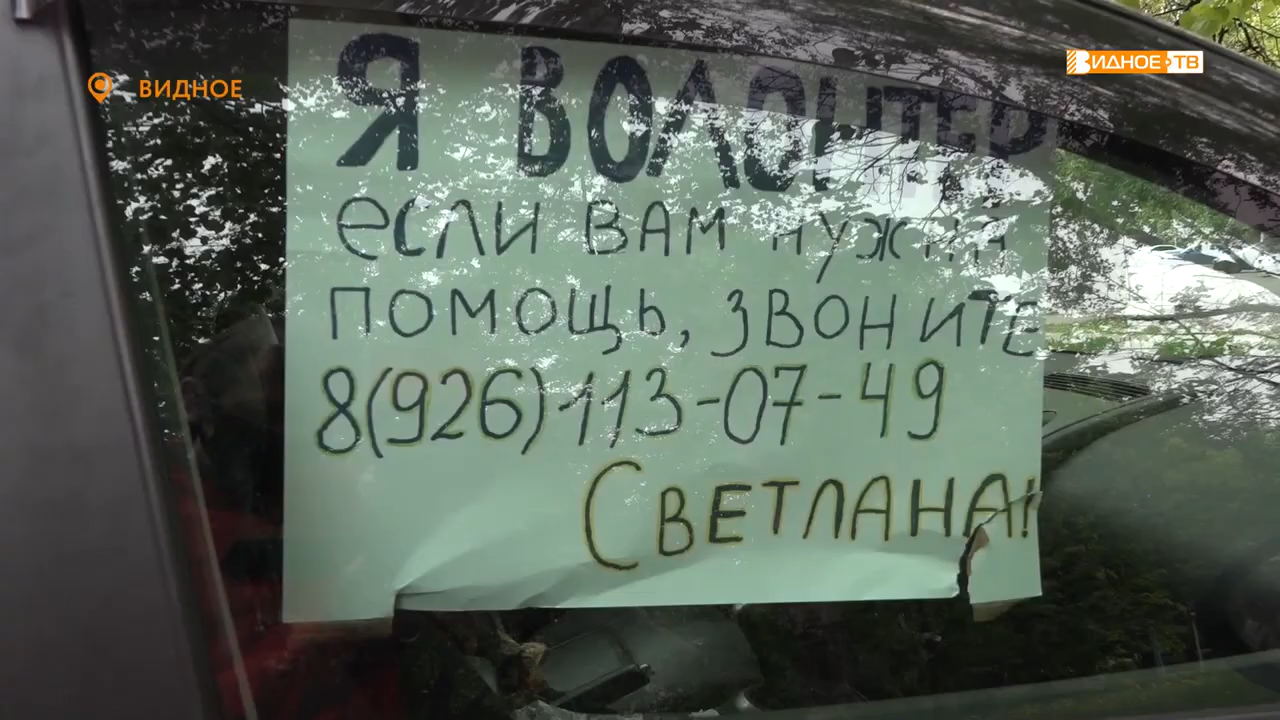 ВИДНОЕ
ВИДНОЕ ТВ
Я ВОЛОНТЕР
если ВАМ нужна
помощь, звоните
8(926)-113-07-49
Светлана!